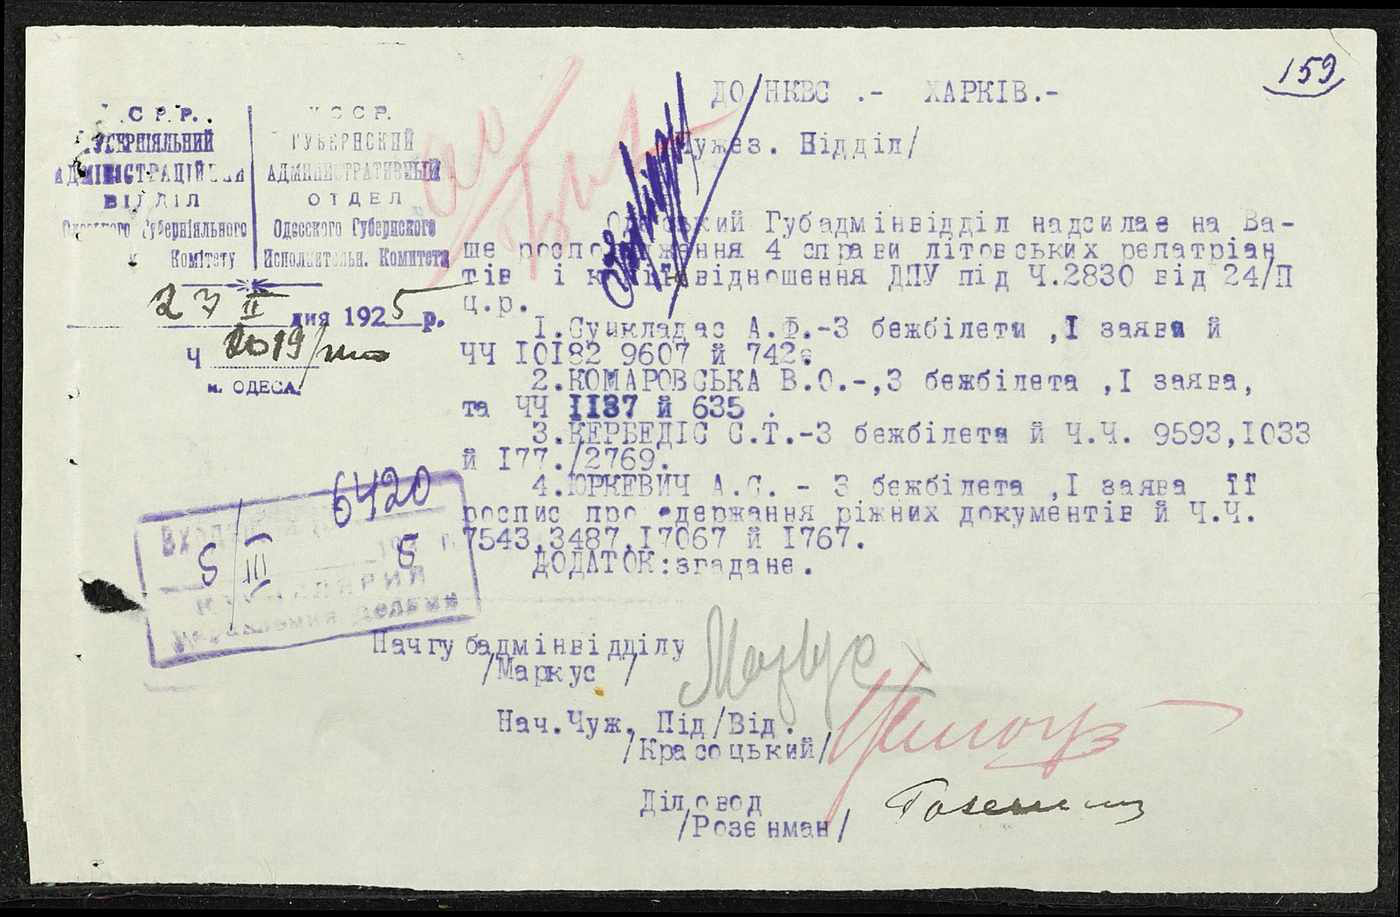 159
ДО НКВС .- ХАРКІВ.-
Чужез. Відділ/
С.Р.Р.
ГУБЕРНІЯЛЬНИЙ
АДМІНІСТРАЦІЙНИЙ
ВІДДІЛ
Одеського Губерніяльного
Комітету
УССР.
ГУБЕРНСКИЙ
АДМИНИСТРАТИВНЫЙ
ОТДЕЛ
Одесского Губернского
Исполнительн. Комитета
27 II дня 1925 р.
Ч 2019/
м. ОДЕСА.
Одеський Губадмінвідділ надсилає на Ва-
ше розпорядження 4 справи літовських репатріан
тів і відношення ДПУ під Ч.2830 від 24/П
ц.р.
І.Суцкладас А.Ф.-3 бежбілети ,І заява й
ЧЧ І0І82 9607 й 742
2.КОМАРОВСЬКА В.О.-,3 бежбілета ,І заява,
та ЧЧ ІІ37 й 635 .
3.КЕРБЕДІС С.Т.-3 бежбілета й Ч.Ч. 9593,І033
й І77./2769.
4.ЮРКЕВИЧ А.С. - 3 бежбілета ,І заява ІІ
роспис про одержання ріжних документів й Ч.Ч.
7543,3487,І7067 й І767.
ДОДАТОК:згадане.
6420
5 III 5
Начгубадмінвідділу
/Маркус /
Маркус
Нач.Чуж. Під/Від.
/Красоцький/
Діловод
/Розенман/
Розенман